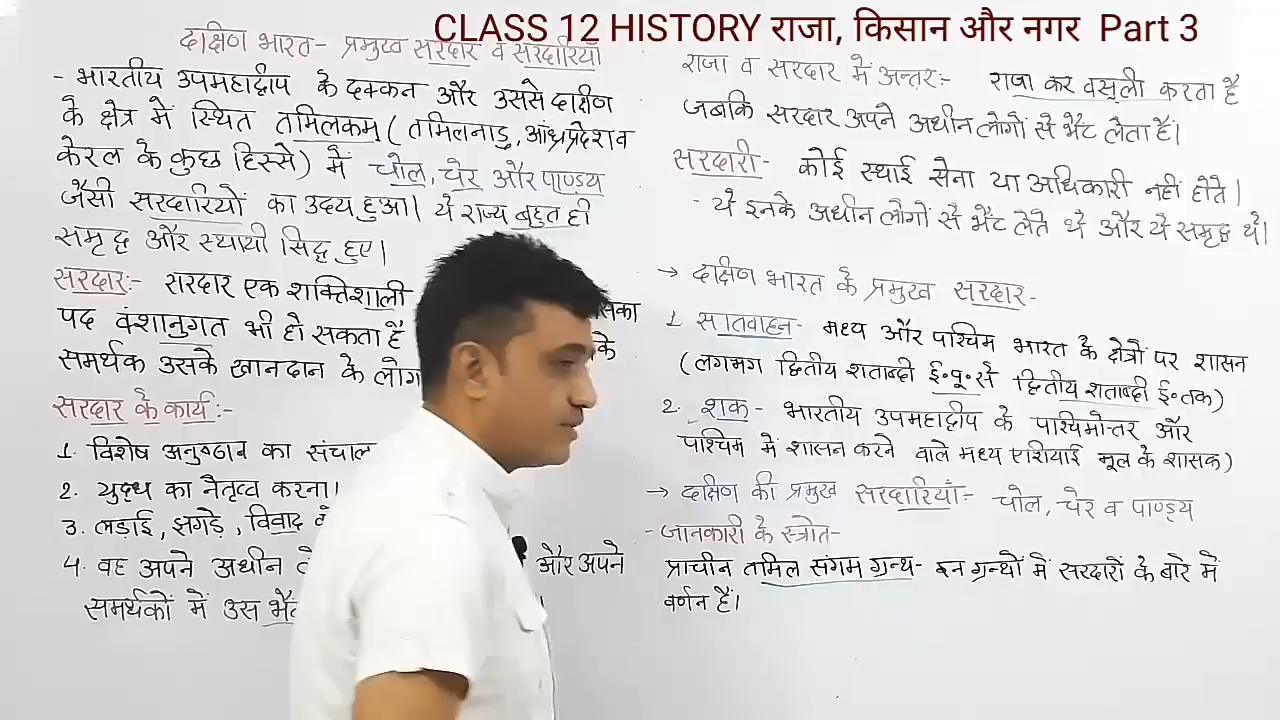 CLASS 12 HISTORY राजा, किसान और नगर Part 3
दक्षिण भारत- प्रमुख सरदार व सरदारियाँ
- भारतीय उपमहाद्वीप के दक्कन और उससे दक्षिण
के क्षेत्र में स्थित तमिलकम (तमिलनाडु, आंध्रप्रदेश व
केरल के कुछ हिस्से) में चोल, चेर और पाण्ड्य
जैसी सरदारियों का उदय हुआ। ये राज्य बहुत ही
समृद्ध और स्थायी सिद्ध हुए।
सरदार:- सरदार एक शक्तिशाली
पद वंशानुगत भी हो सकता है के
समर्थक उसके खानदान के लोग
सरदार के कार्य:-
1. विशेष अनुष्ठान का
2. युद्ध का नेतृत्व करना।
3. लड़ाई, झगड़े, विवाद
4. वह अपने अधीन और अपने
समर्थकों में उस
राजा व सरदार में अन्तर:- राजा कर वसूली करता है
जबकि सरदार अपने अधीन लोगों से भेंट लेता है।
सरदारी- कोई स्थाई सेना या अधिकारी नहीं होते।
- ये इनके अधीन लोगों से भेंट लेते थे और ये समृद्ध थे।
→ दक्षिण भारत के प्रमुख सरदार-
1. सातवाहन- मध्य और पश्चिम भारत के क्षेत्रों पर शासन
(लगभग द्वितीय शताब्दी ई॰पू॰से द्वितीय शताब्दी ई॰तक)
2. शक- भारतीय उपमहाद्वीप के पश्चिमोत्तर और
पश्चिम में शासन करने वाले मध्य एशियाई मूल के शासक)
→ दक्षिण की प्रमुख सरदारियाँ:- चोल, चेर व पाण्ड्य
-जानकारी के स्त्रोत-
प्राचीन तमिल संगम ग्रन्थ- इन ग्रन्थों में सरदारों के बारे मे
वर्णन है।